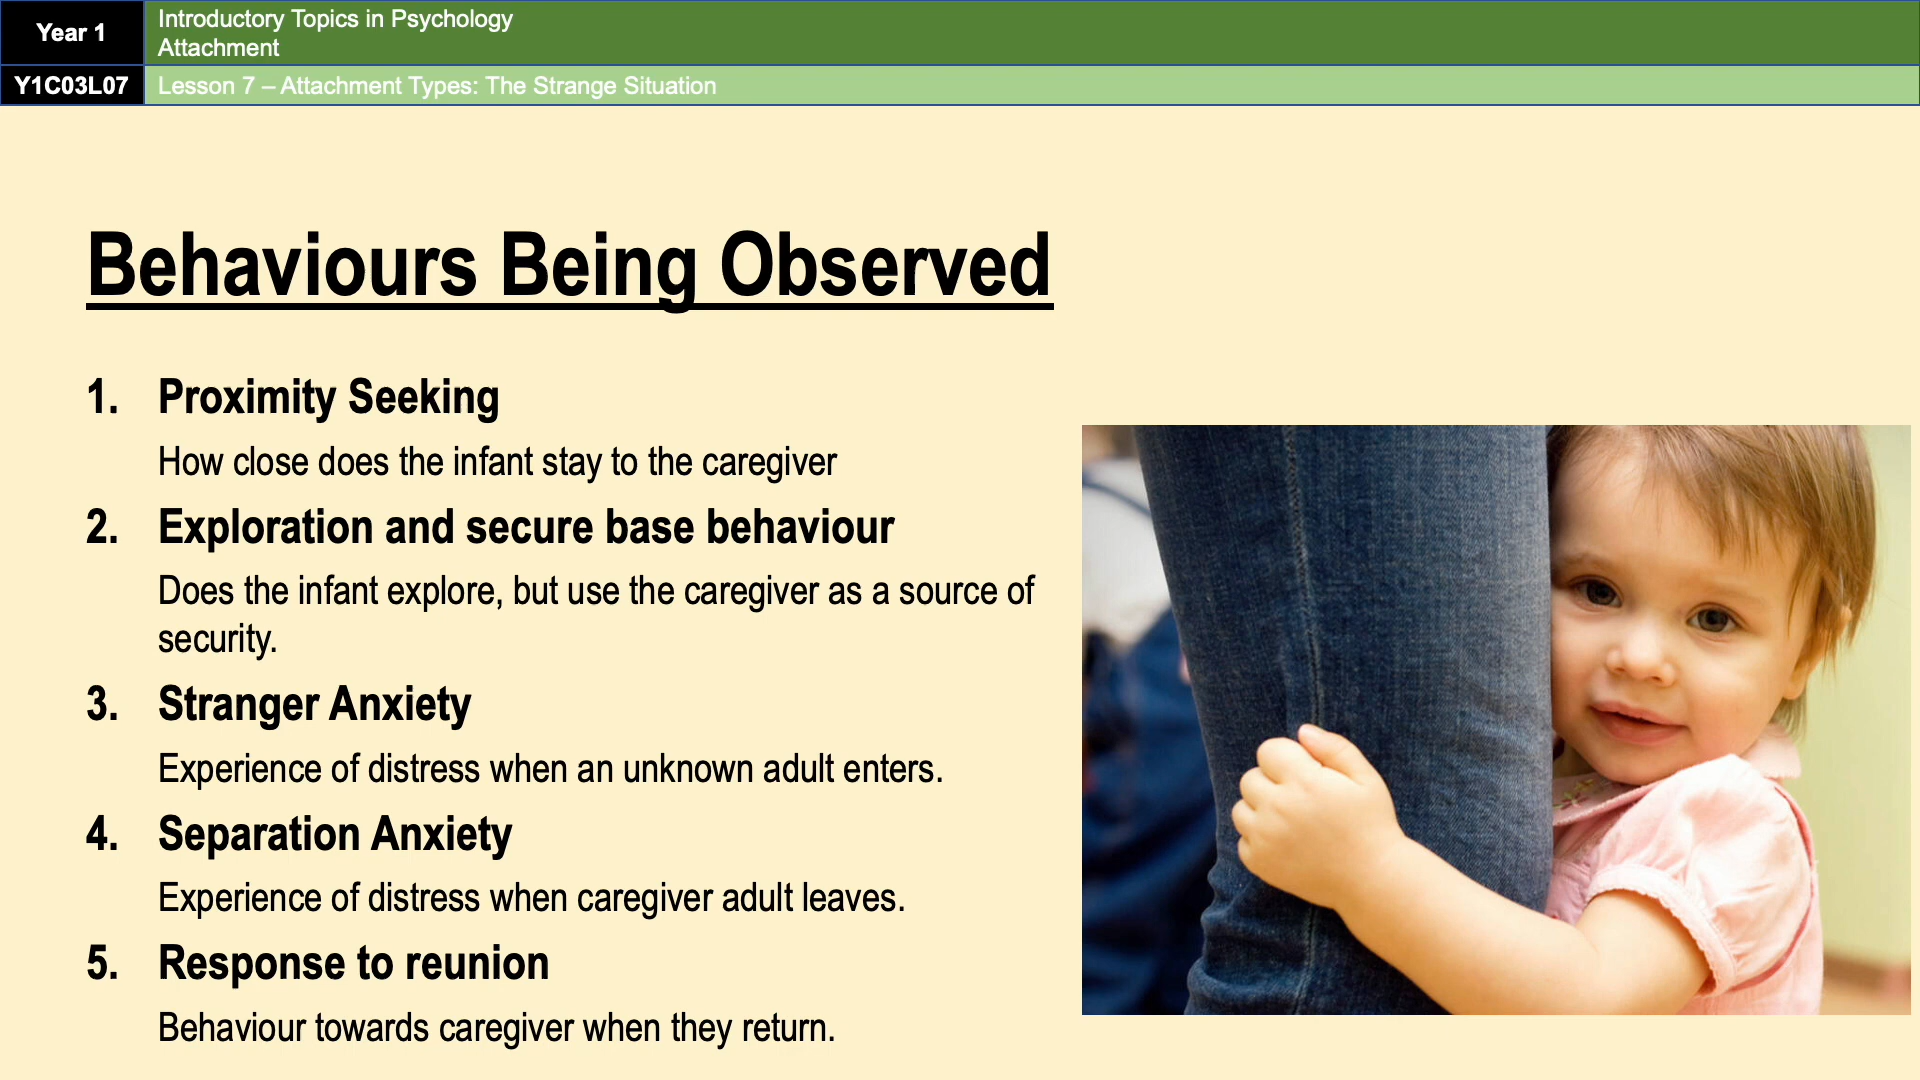 Year 1
Introductory Topics in Psychology
Attachment
Y1C03L07
Lesson 7 – Attachment Types: The Strange Situation
Behaviours Being Observed
1. Proximity Seeking
How close does the infant stay to the caregiver
2. Exploration and secure base behaviour
Does the infant explore, but use the caregiver as a source of
security.
3. Stranger Anxiety
Experience of distress when an unknown adult enters.
4. Separation Anxiety
Experience of distress when caregiver adult leaves.
5. Response to reunion
Behaviour towards caregiver when they return.